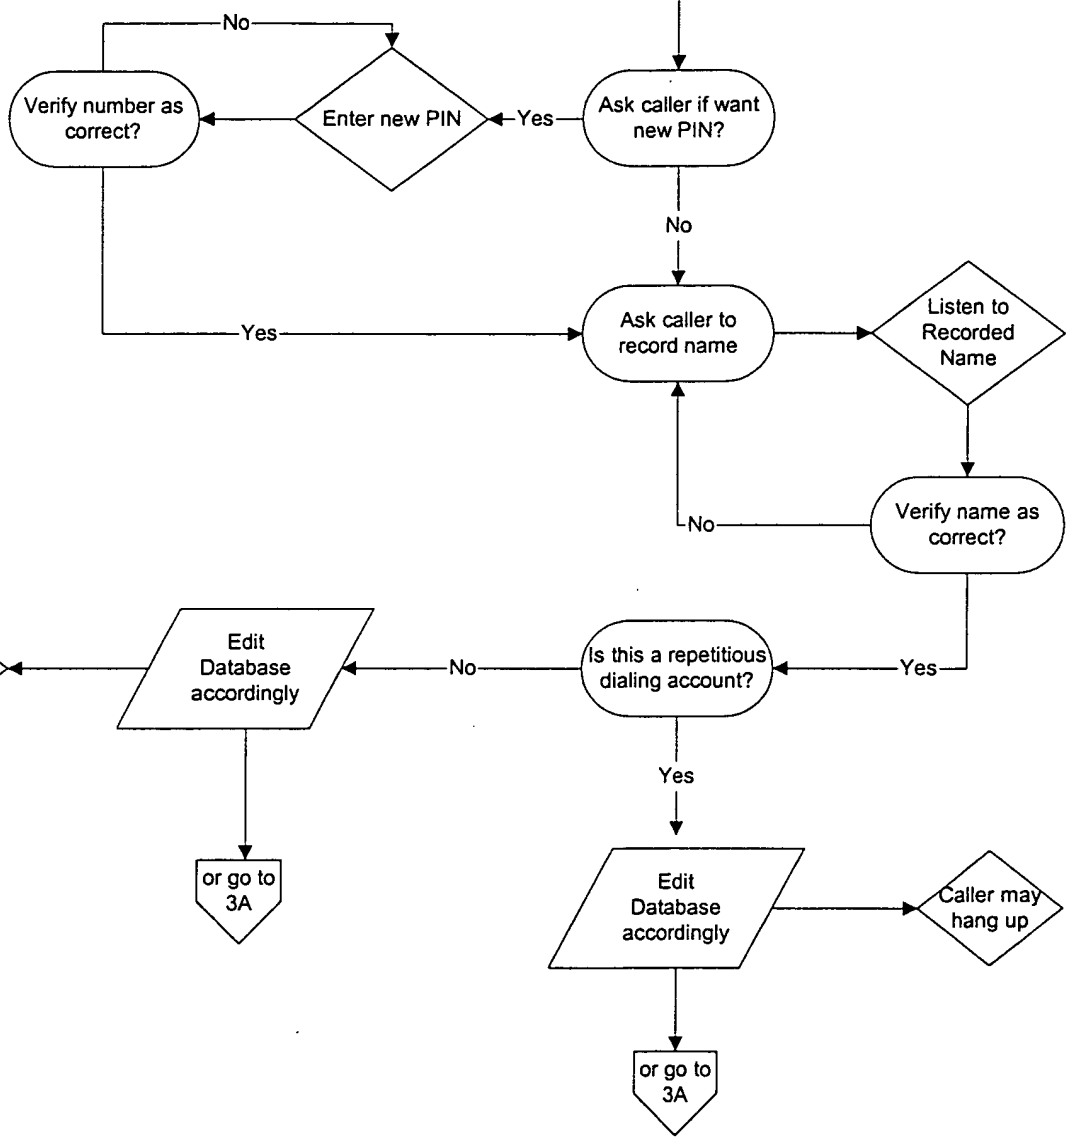 No
Verify number as
correct?
Enter new PIN
Yes
Ask caller if want
new PIN?
No
Yes
Ask caller to
record name
Listen to
Recorded
Name
No
Verify name as
correct?
Edit
Database
accordingly
No
Is this a repetitious
dialing account?
Yes
Yes
or go to
3A
Edit
Database
accordingly
Caller may
hang up
or go to
3A